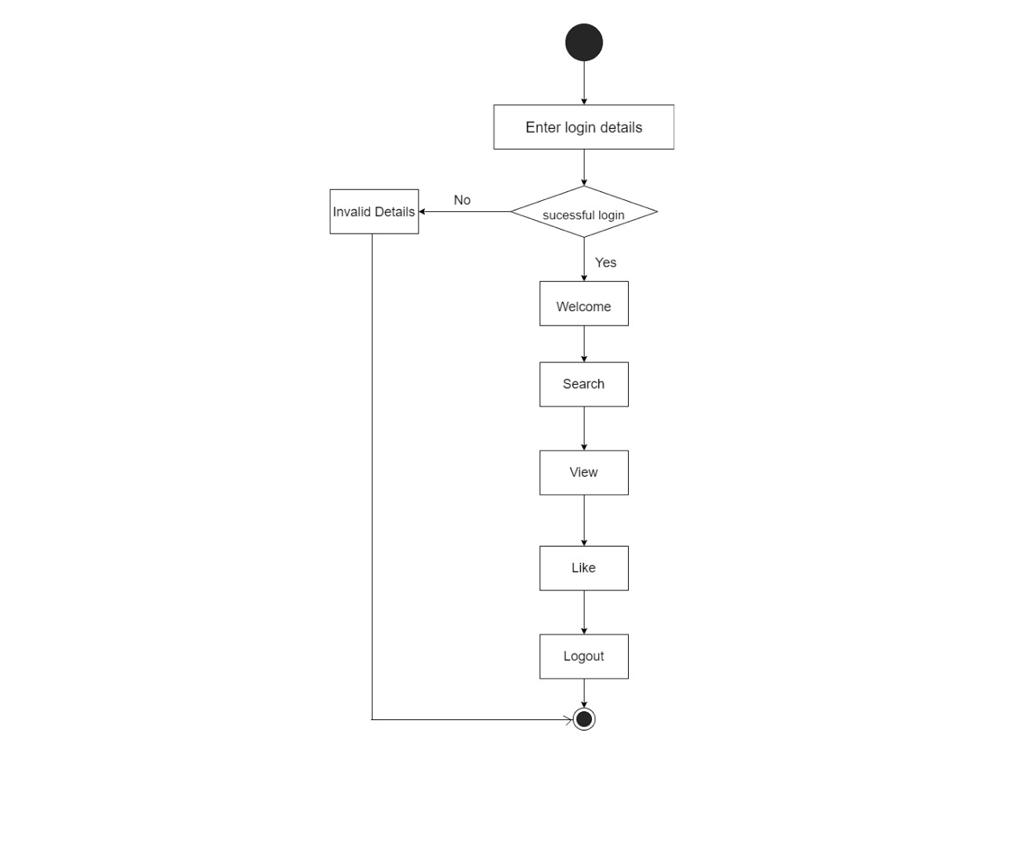 Enter login details
sucessful login
No
Invalid Details
Yes
Welcome
Search
View
Like
Logout